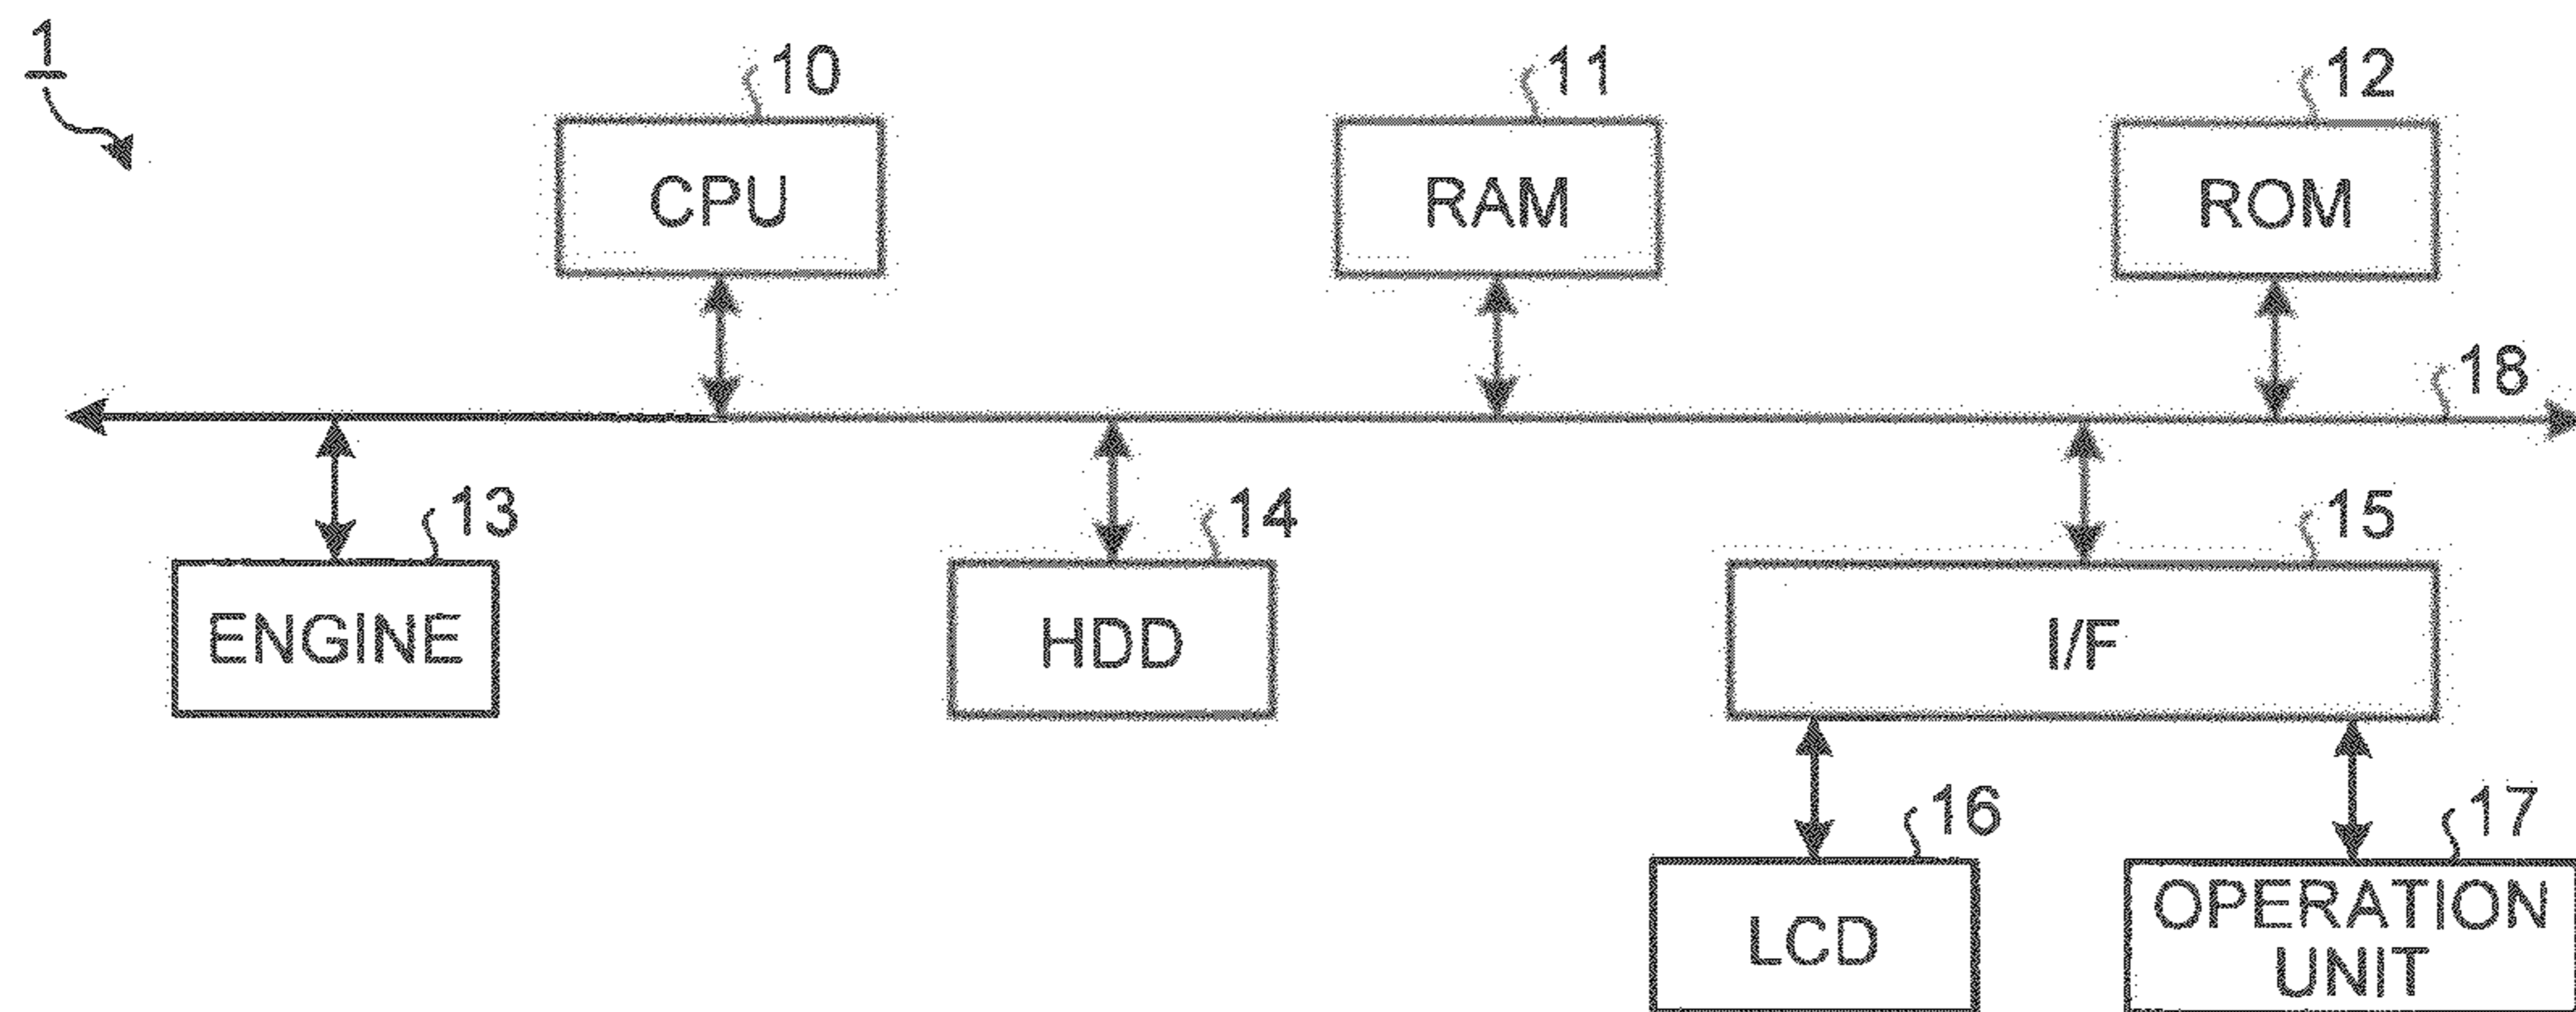 1
10
11
12
CPU
RAM
ROM
18
13
14
15
ENGINE
HDD
I/F
16
17
LCD
OPERATION
UNIT